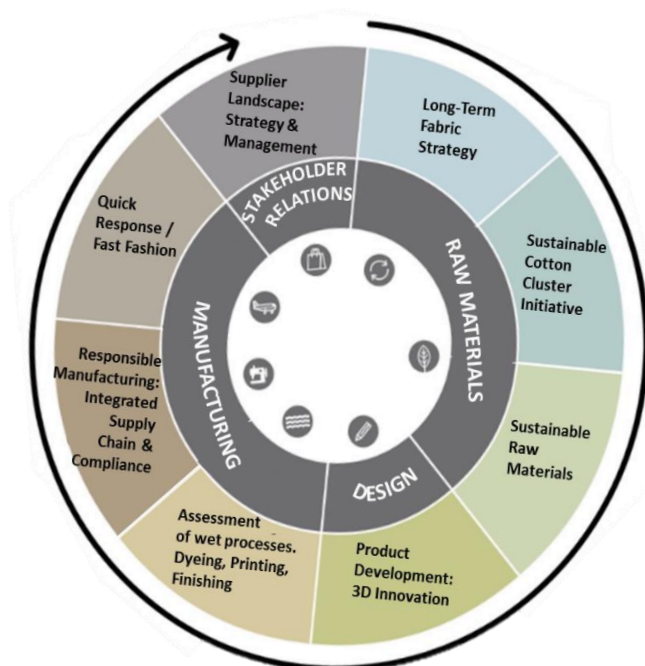 Supplier
Landscape:
Strategy &
Management
Long-Term
Fabric
Strategy
Sustainable
Cotton
Cluster
Initiative
Sustainable
Raw
Materials
Product
Development:
3D Innovation
Assessment
of wet processes.
Dyeing, Printing,
Finishing
Responsible
Manufacturing:
Integrated
Supply
Chain &
Compliance
Quick
Response /
Fast Fashion
STAKEHOLDER
RELATIONS
RAW MATERIALS
DESIGN
MANUFACTURING